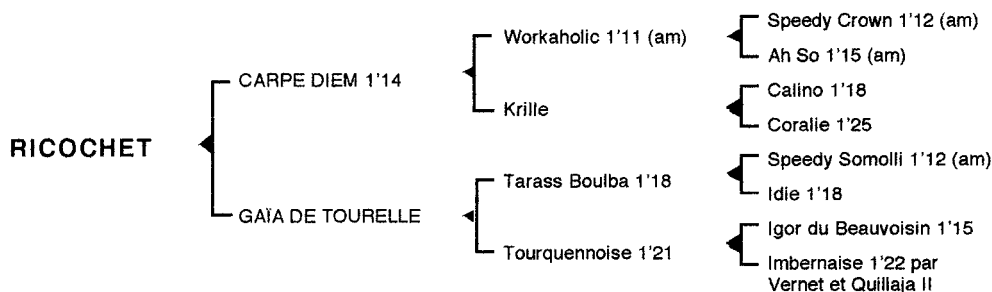 Speedy Crown 1'12 (am)
Workaholic 1'11 (am)
Ah So 1'15 (am)
CARPE DIEM 1'14
Calino 1'18
Krille
Coralie 1'25
RICOCHET
Speedy Somolli 1'12 (am)
Tarass Boulba 1'18
Idie 1'18
GAÏA DE TOURELLE
Igor du Beauvoisin 1'15
Tourquennoise 1'21
Imbernaise 1'22 par
Vernet et Quillaja II